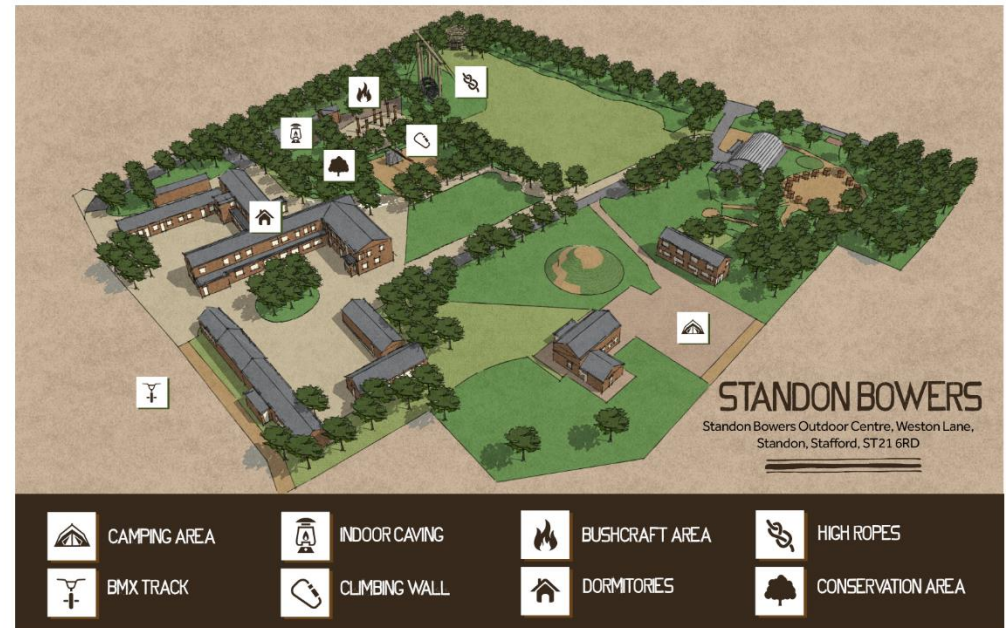 STANDON BOWERS
Standon Bowers Outdoor Centre, Weston Lane,
Standon, Stafford, ST21 6RD
CAMPING AREA
INDOOR CAVING
BUSHCRAFT AREA
HIGH ROPES
BMX TRACK
CLIMBING WALL
DORMITORIES
CONSERVATION AREA